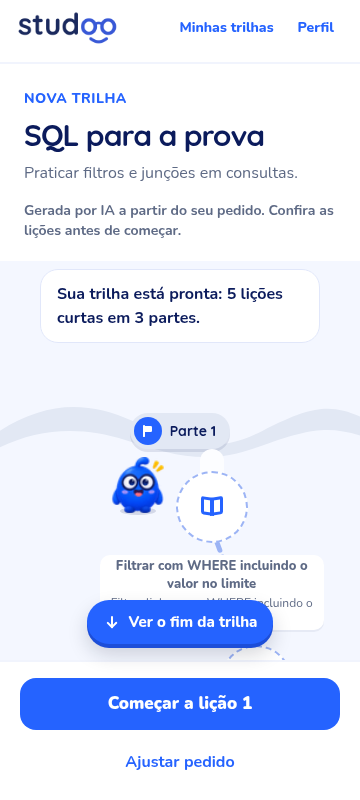 studoo
Minhas trilhas
Perfil
NOVA TRILHA
SQL para a prova
Praticar filtros e junções em consultas.
Gerada por IA a partir do seu pedido. Confira as
lições antes de começar.
Sua trilha está pronta: 5 lições
curtas em 3 partes.
Parte 1
Filtrar com WHERE incluindo o
valor no limite
incluindo o
Ver o fim da trilha
Começar a lição 1
Ajustar pedido